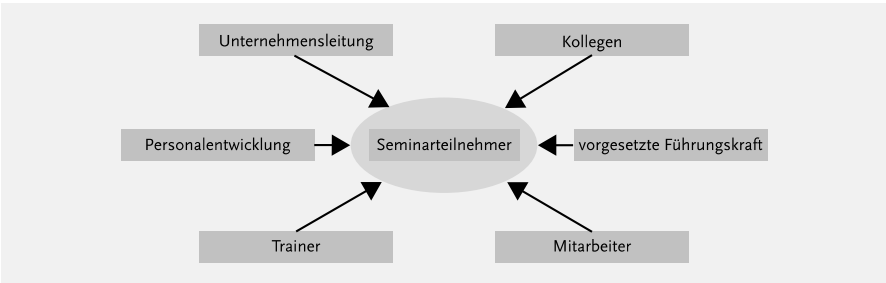 Unternehmensleitung
Kollegen
Personalentwicklung
Seminarteilnehmer
vorgesetzte Führungskraft
Trainer
Mitarbeiter